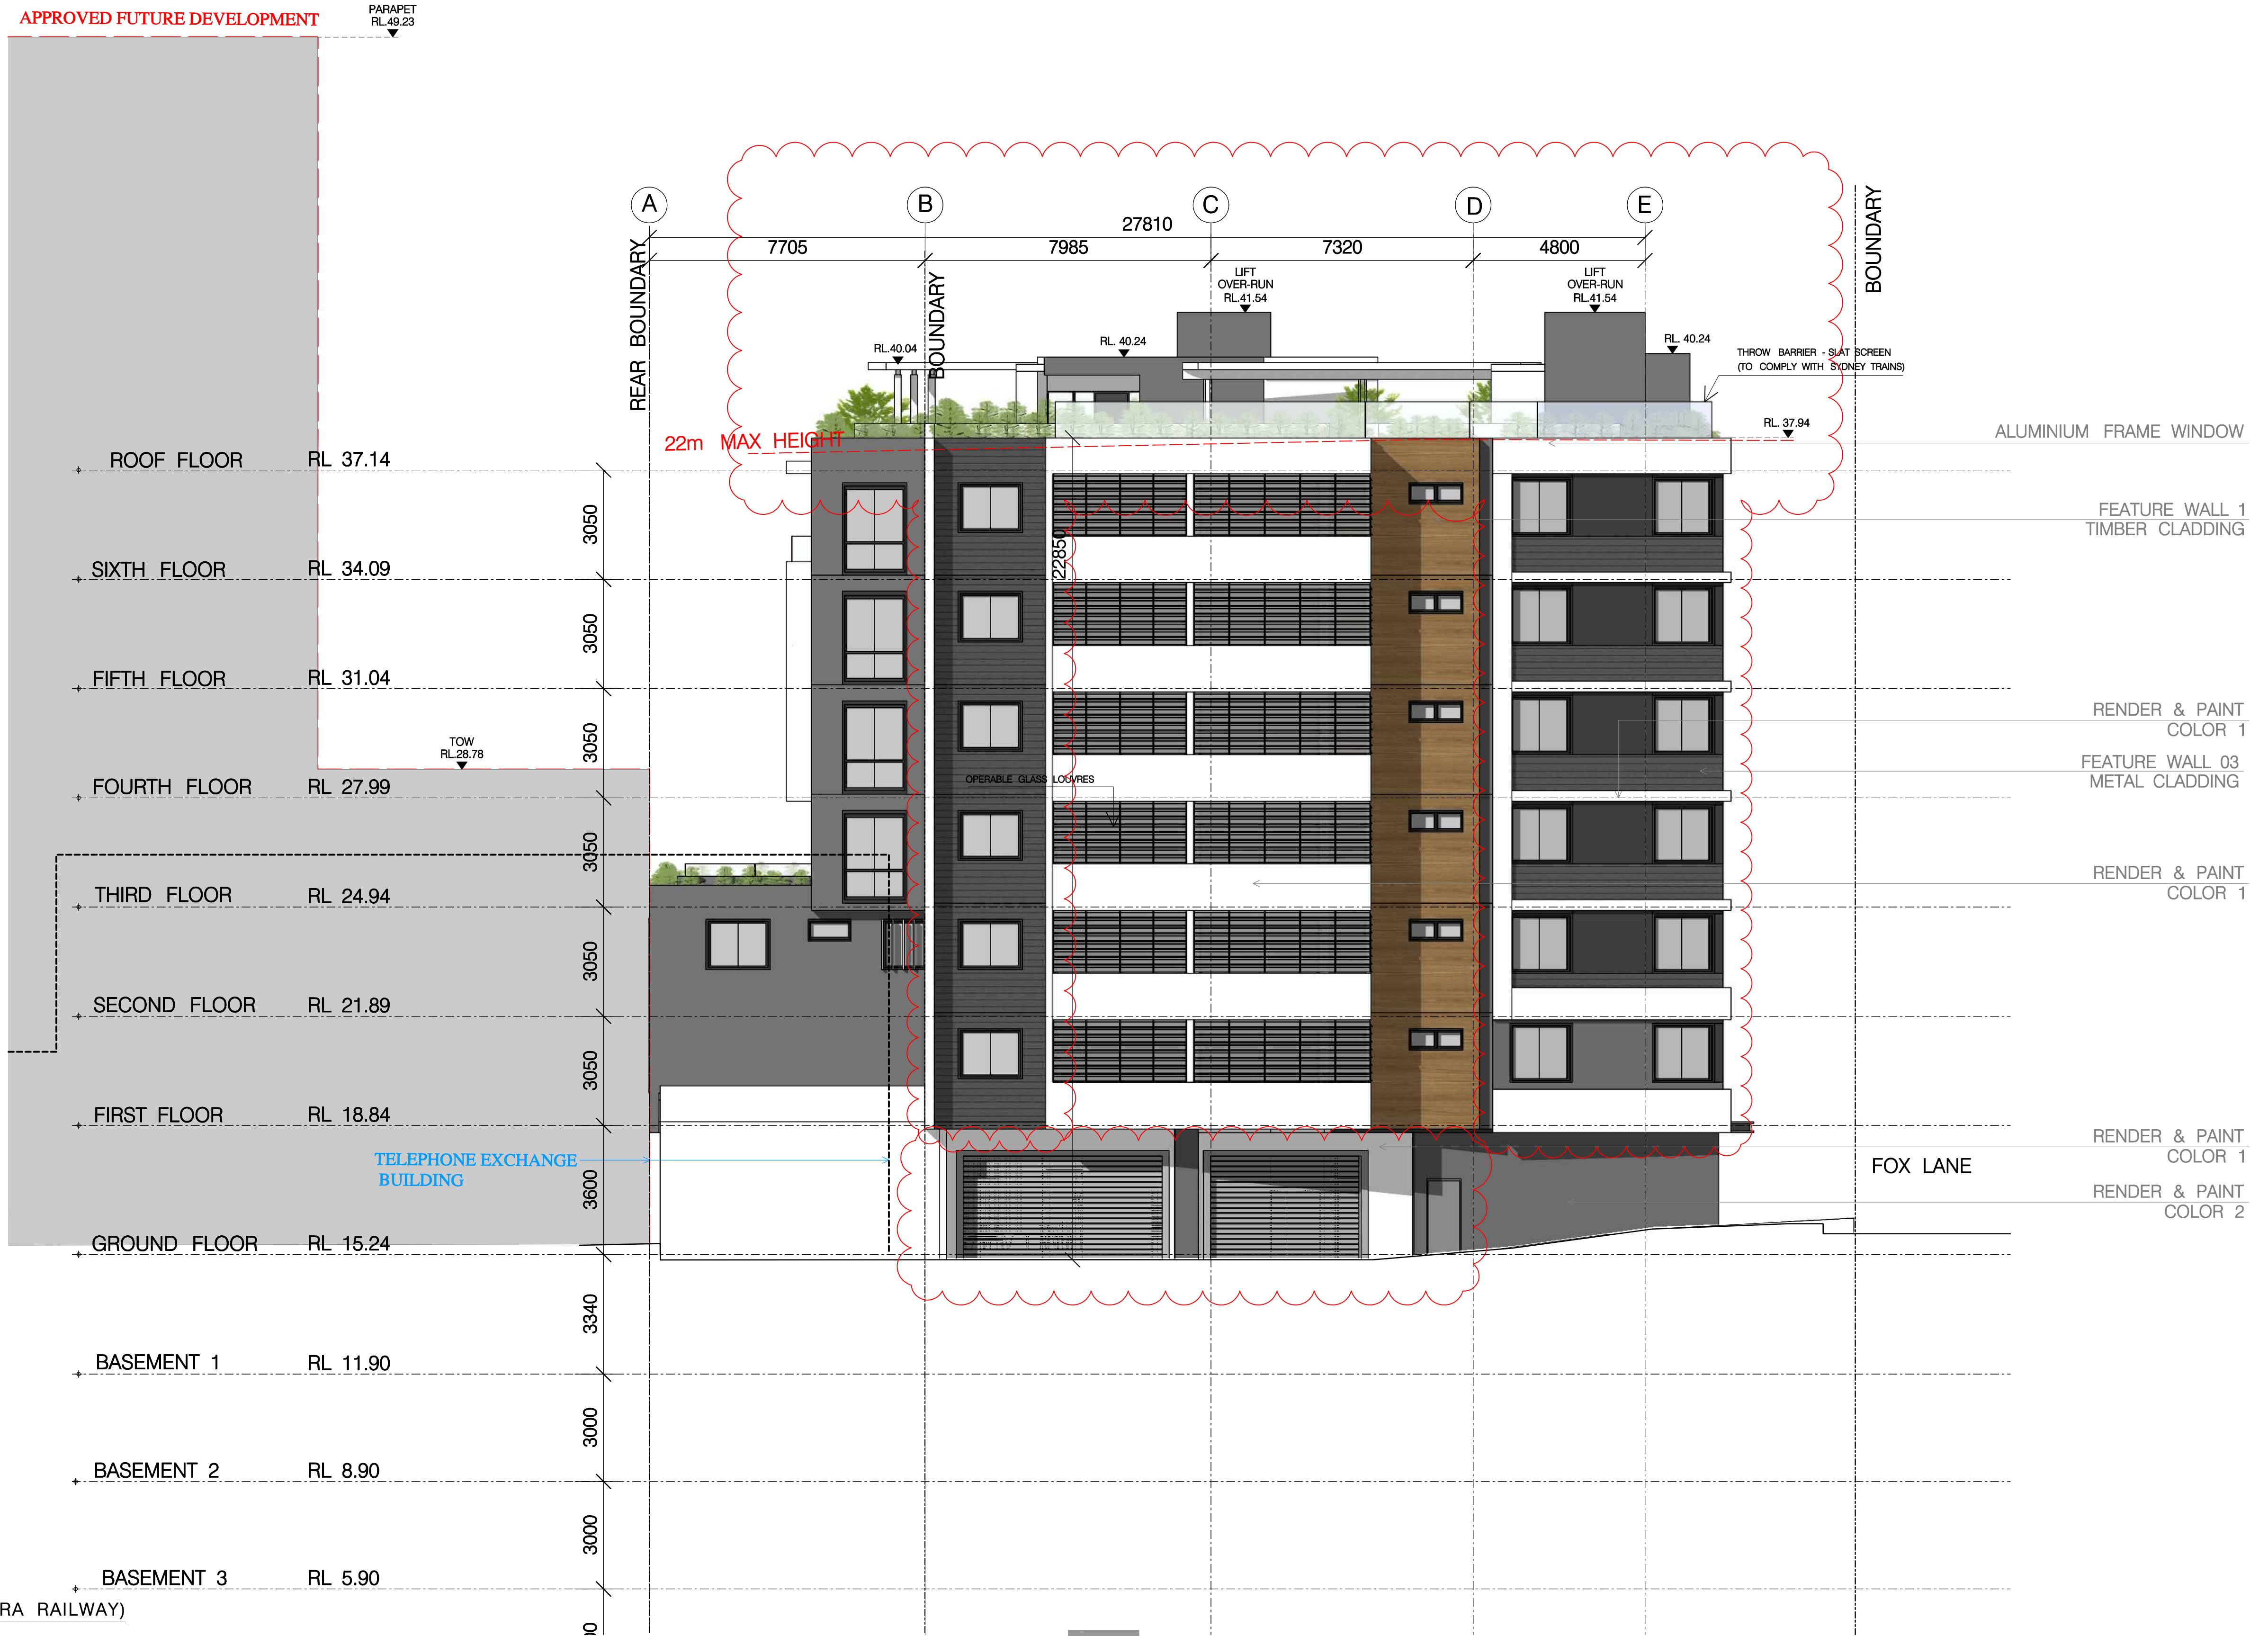 APPROVED FUTURE DEVELOPMENT
PARAPET
RL.49.23
A
B
C
D
E
27810
7705
7985
7320
4800
REAR BOUNDARY
BOUNDARY
BOUNDARY
LIFT
OVER-RUN
RL.41.54
LIFT
OVER-RUN
RL.41.54
RL.40.04
RL. 40.24
RL. 40.24
THROW BARRIER - SLAT SCREEN
(TO COMPLY WITH SYDNEY TRAINS)
RL. 37.94
22m MAX HEIGHT
ALUMINIUM FRAME WINDOW
ROOF FLOOR RL 37.14
3050
FEATURE WALL 1
TIMBER CLADDING
22850
SIXTH FLOOR RL 34.09
3050
FIFTH FLOOR RL 31.04
3050
RENDER & PAINT
COLOR 1
TOW
RL.28.78
FEATURE WALL 03
METAL CLADDING
OPERABLE GLASS LOUVRES
FOURTH FLOOR RL 27.99
3050
RENDER & PAINT
COLOR 1
THIRD FLOOR RL 24.94
3050
SECOND FLOOR RL 21.89
3050
FIRST FLOOR RL 18.84
RENDER & PAINT
COLOR 1
TELEPHONE EXCHANGE
BUILDING
FOX LANE
3600
RENDER & PAINT
COLOR 2
GROUND FLOOR RL 15.24
3340
BASEMENT 1 RL 11.90
3000
BASEMENT 2 RL 8.90
3000
BASEMENT 3 RL 5.90
RA RAILWAY)